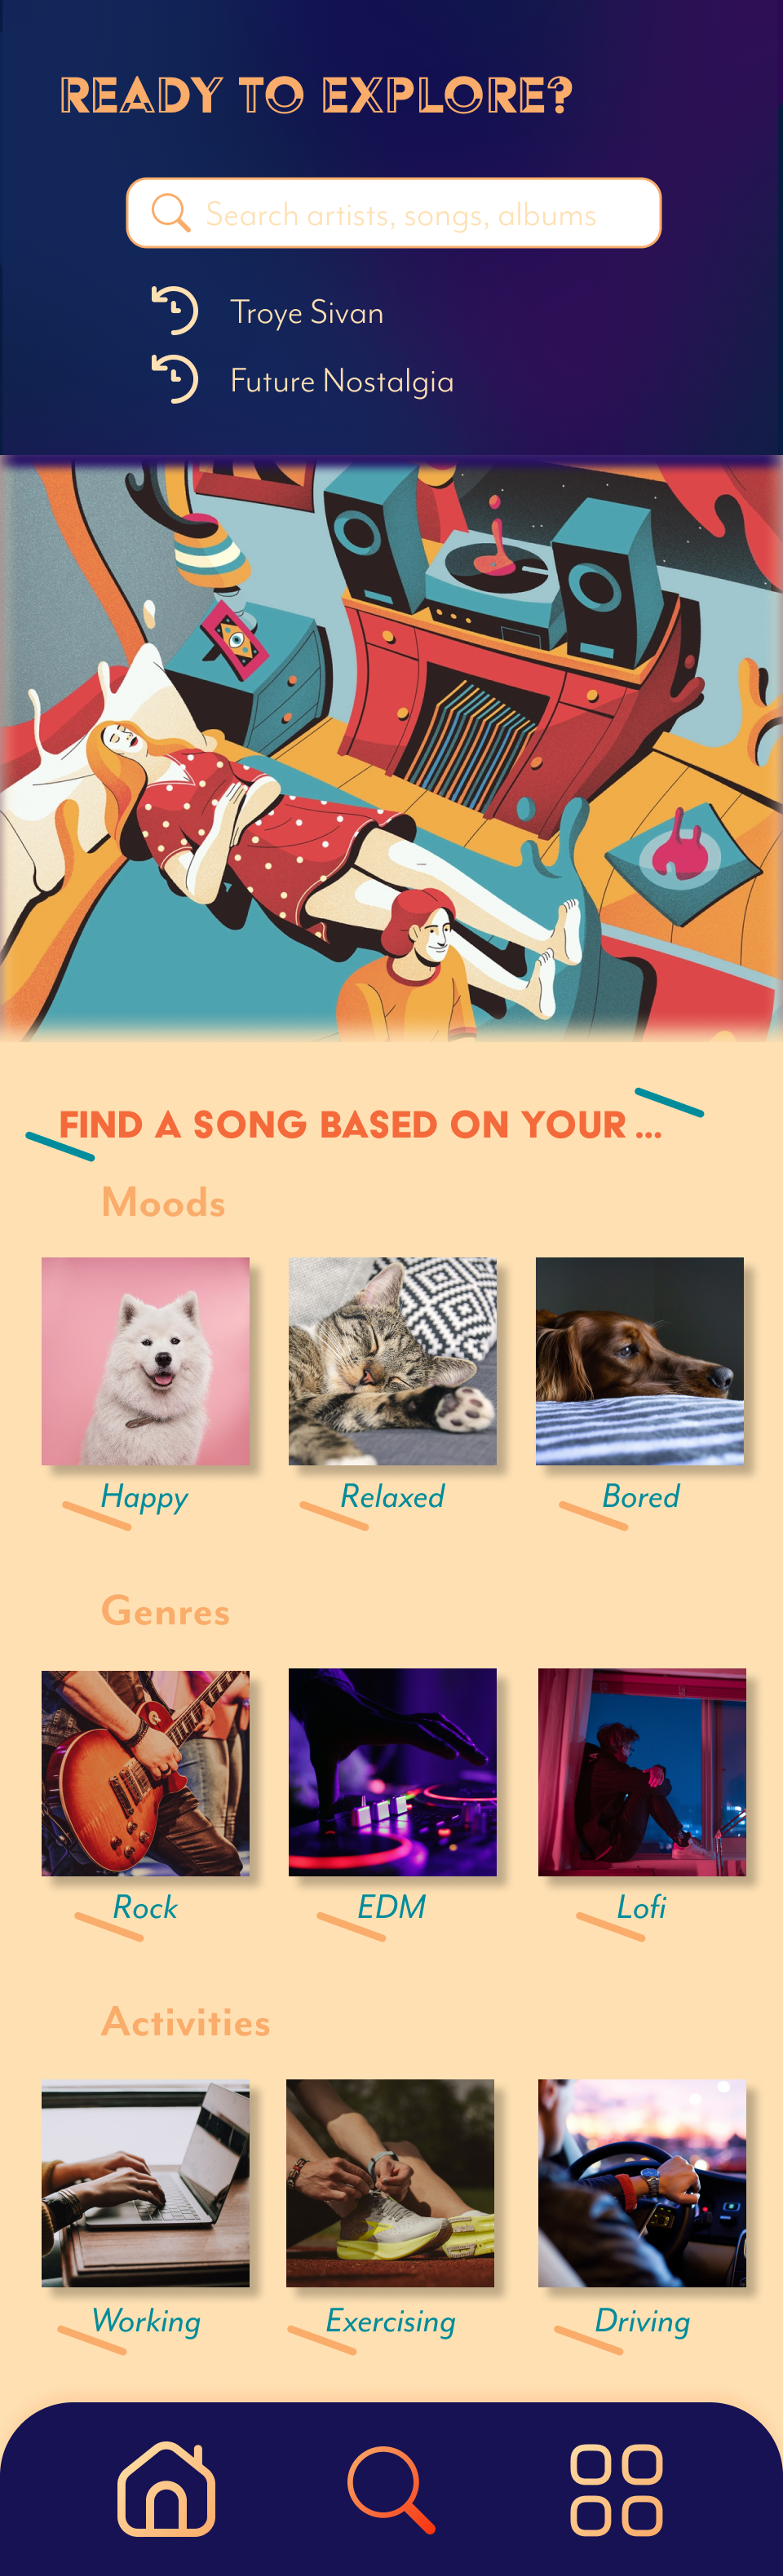 READY TO EXPLORE?
Search artists, songs, albums
Troye Sivan
Future Nostalgia
FIND A SONG BASED ON YOUR ...
Moods
Happy
Relaxed
Bored
Genres
Rock
EDM
Lofi
Activities
Working
Exercising
Driving